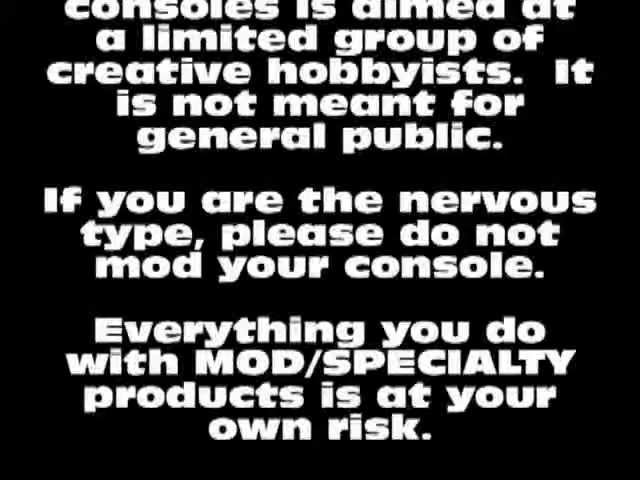 consoles is aimed at
a limited group of
creative hobbyists. It
is not meant for
general public.
If you are the nervous
type, please do not
mod your console.
Everything you do
with MOD/SPECIALTY
products is at your
own risk.